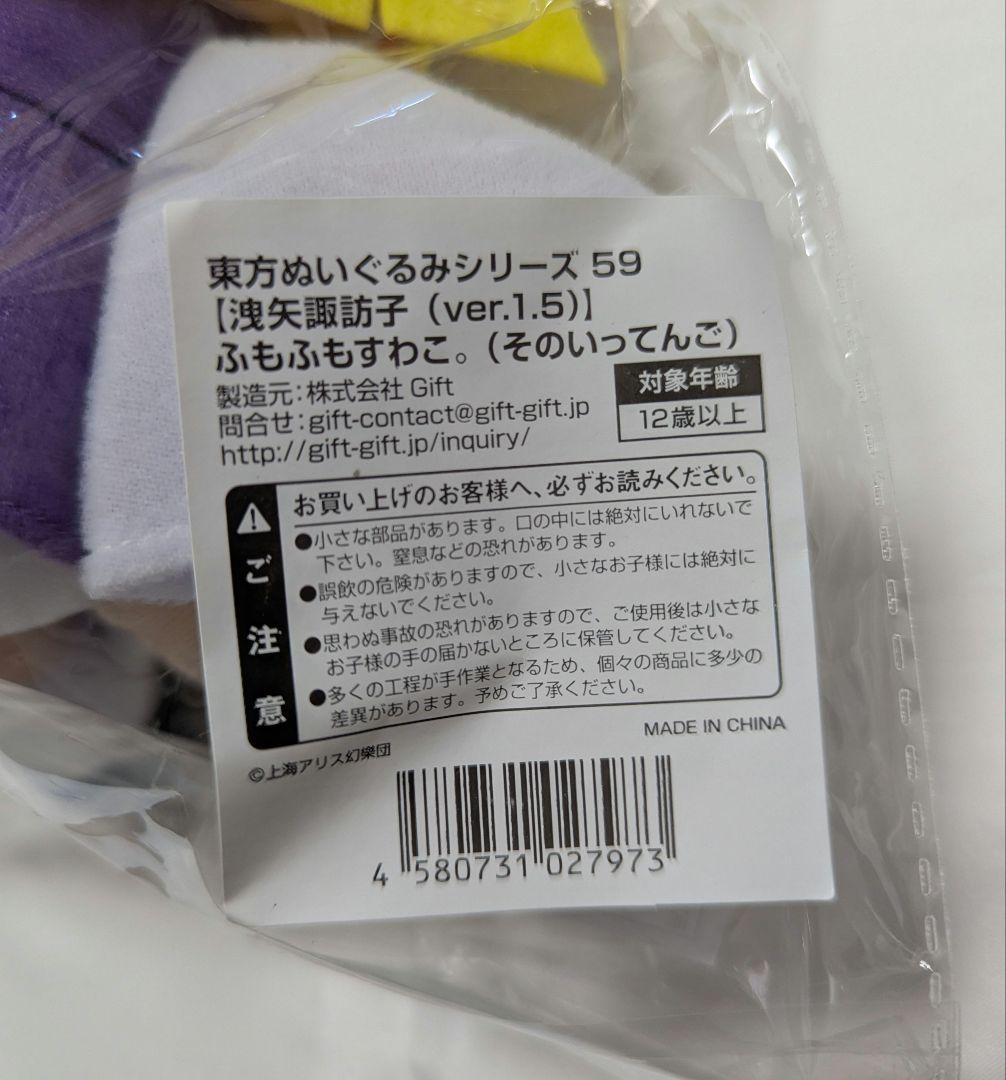 東方ぬいぐるみシリーズ 59
【洩矢諏訪子（ver.1.5）】
ふもふもすわこ。（そのいってんご）
製造元：株式会社 Gift
問合せ：gift-contact@gift-gift.jp
http://gift-gift.jp/inquiry/
対象年齢
12歳以上
ご注意
お買い上げのお客様へ、必ずお読みください。
●小さな部品があります。口の中には絶対にいれないで
下さい。窒息などの恐れがあります。
●誤飲の危険がありますので、小さなお子様には絶対に
与えないでください。
●思わぬ事故の恐れがありますので、ご使用後は小さな
お子様の手の届かないところに保管してください。
●多くの工程が手作業となるため、個々の商品に多少の
差異があります。予めご了承ください。
MADE IN CHINA
©上海アリス幻樂団
4 580731 027973